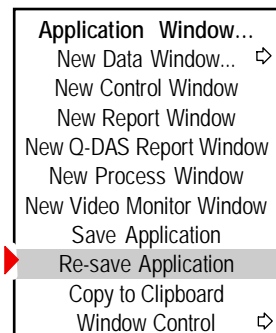 Application Window...
New Data Window...
New Control Window
New Report Window
New Q-DAS Report Window
New Process Window
New Video Monitor Window
Save Application
Re-save Application
Copy to Clipboard
Window Control